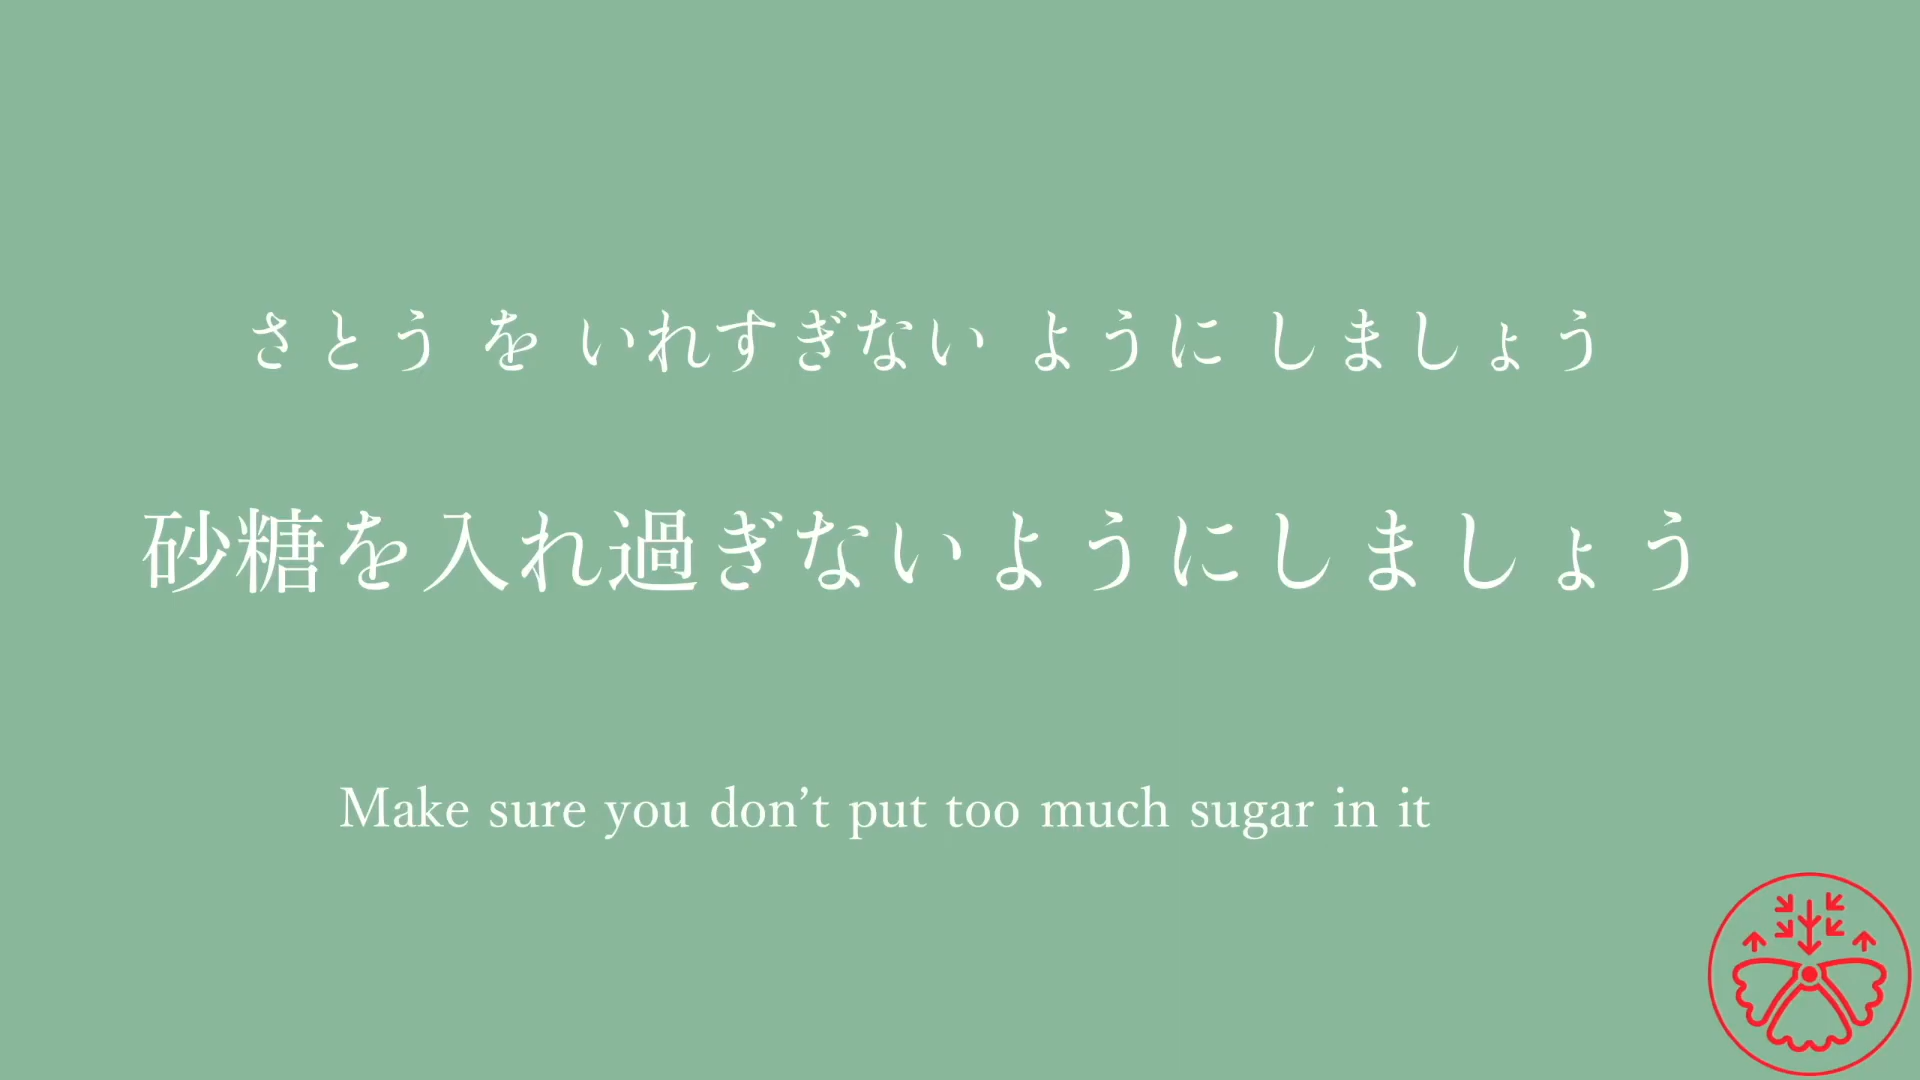 さとう を いれすぎない ように しましょう
砂糖を入れ過ぎないようにしましょう
Make sure you don’t put too much sugar in it